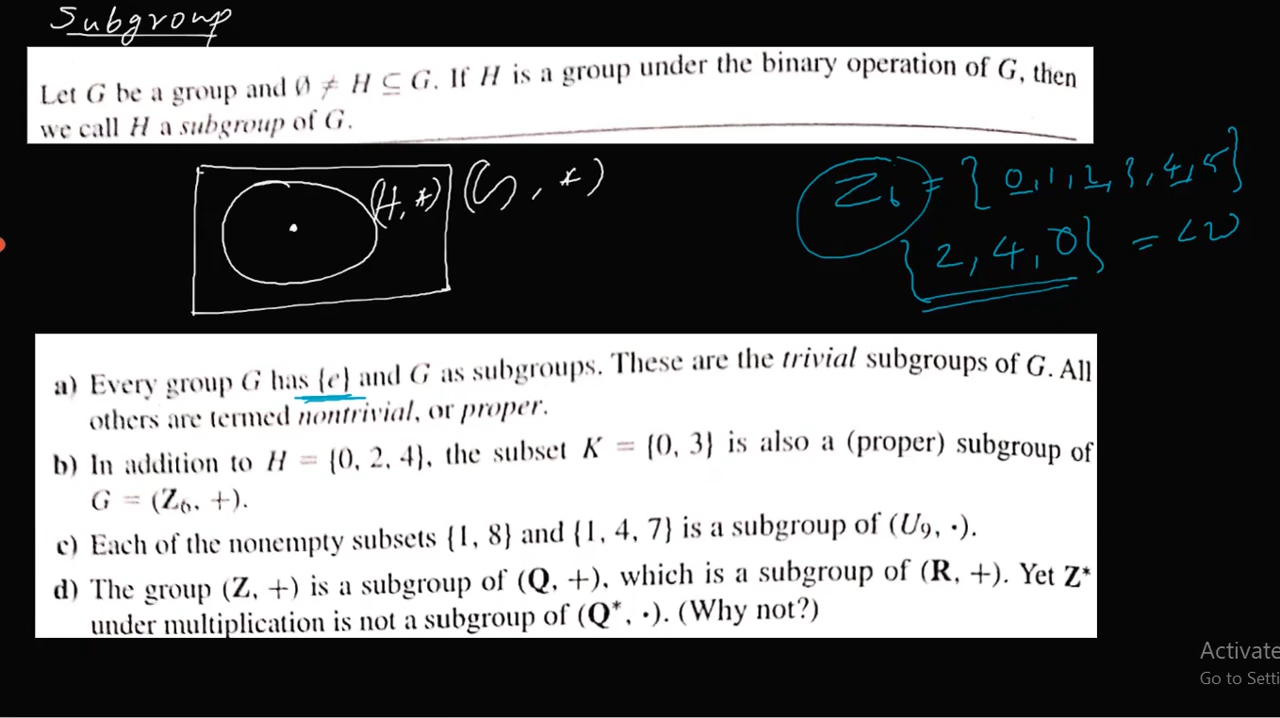 Subgroup
Let G be a group and ∅ ≠ H ⊆ G. If H is a group under the binary operation of G, then
we call H a subgroup of G.
(H, *) (G, *)
Z6 = {0, 1, 2, 3, 4, 5}
{2, 4, 0} = <2>
a) Every group G has {e} and G as subgroups. These are the trivial subgroups of G. All
others are termed nontrivial, or proper.
b) In addition to H = {0, 2, 4}, the subset K = {0, 3} is also a (proper) subgroup of
G = (Z₆, +).
c) Each of the nonempty subsets {1, 8} and {1, 4, 7} is a subgroup of (U₉, ·).
d) The group (Z, +) is a subgroup of (Q, +), which is a subgroup of (R, +). Yet Z*
under multiplication is not a subgroup of (Q*, ·). (Why not?)
Activate
Go to Setti